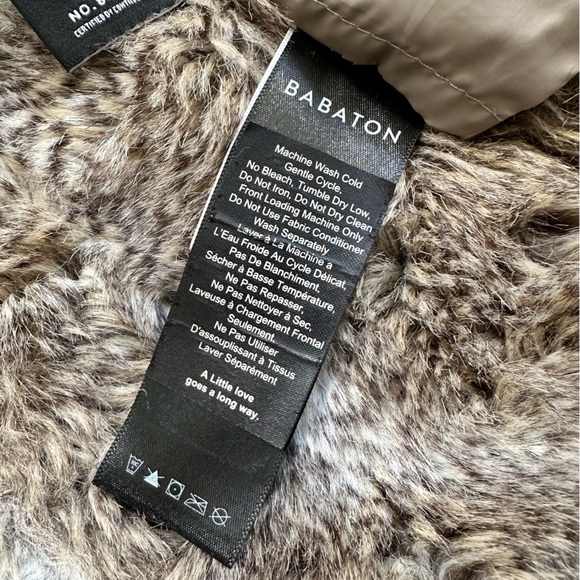 NO.
CERTIFIED BY
BABATON
Machine Wash Cold
Gentle Cycle.
No Bleach, Tumble Dry Low,
Do Not Iron, Do Not Dry Clean,
Front Loading Machine Only
Do Not Use Fabric Conditioner
Wash Separately
Laver à La Machine a
L'Eau Froide Au Cycle Délicat,
Pas De Blanchiment,
Sécher à Basse Température,
Ne Pas Repasser,
Ne Pas Nettoyer à Sec,
Laveuse à Chargement Frontal
Seulement.
Ne Pas Utiliser
D'assouplissant à Tissus
Laver Séparément
A Little love
goes a long way.